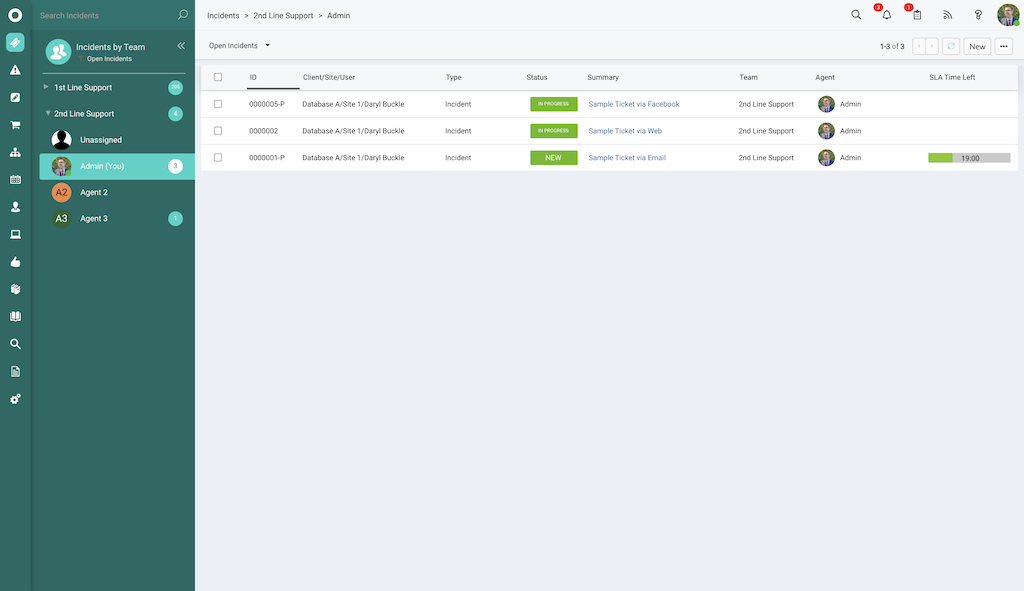 Search Incidents
Incidents > 2nd Line Support > Admin
3
1
Incidents by Team
Open Incidents
Open Incidents
1-3 of 3
New
ID Client/Site/User Type Status Summary Team Agent SLA Time Left
0000005-P Database A/Site 1/Daryl Buckle Incident IN PROGRESS Sample Ticket via Facebook 2nd Line Support Admin
0000002 Database A/Site 1/Daryl Buckle Incident IN PROGRESS Sample Ticket via Web 2nd Line Support Admin
0000001-P Database A/Site 1/Daryl Buckle Incident NEW Sample Ticket via Email 2nd Line Support Admin 19:00
1st Line Support
2nd Line Support 4
Unassigned
Admin (You) 3
A2 Agent 2
A3 Agent 3 1